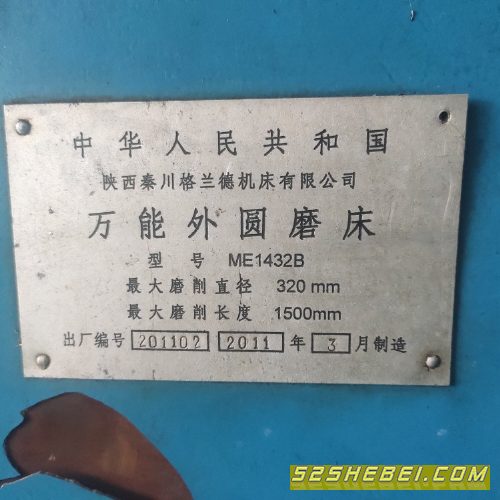 中华人民共和国
陕西秦川格兰德机床有限公司
万能外圆磨床
型 号 ME1432B
最大磨削直径 320 mm
最大磨削长度 1500mm
出厂编号 201102 2011 年 3 月制造
52SHEBEI.COM